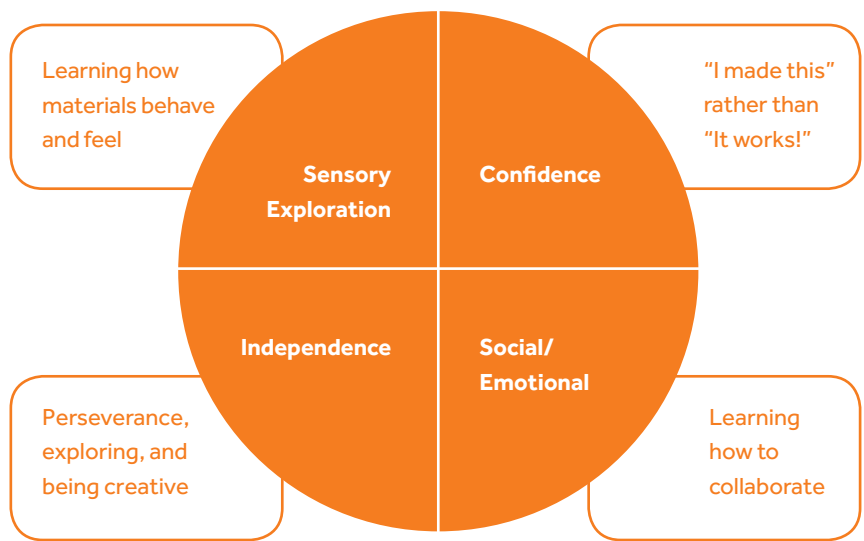 Learning how
materials behave
and feel
Sensory
Exploration
Confidence
“I made this”
rather than
“It works!”
Perseverance,
exploring, and
being creative
Independence
Social/
Emotional
Learning
how to
collaborate